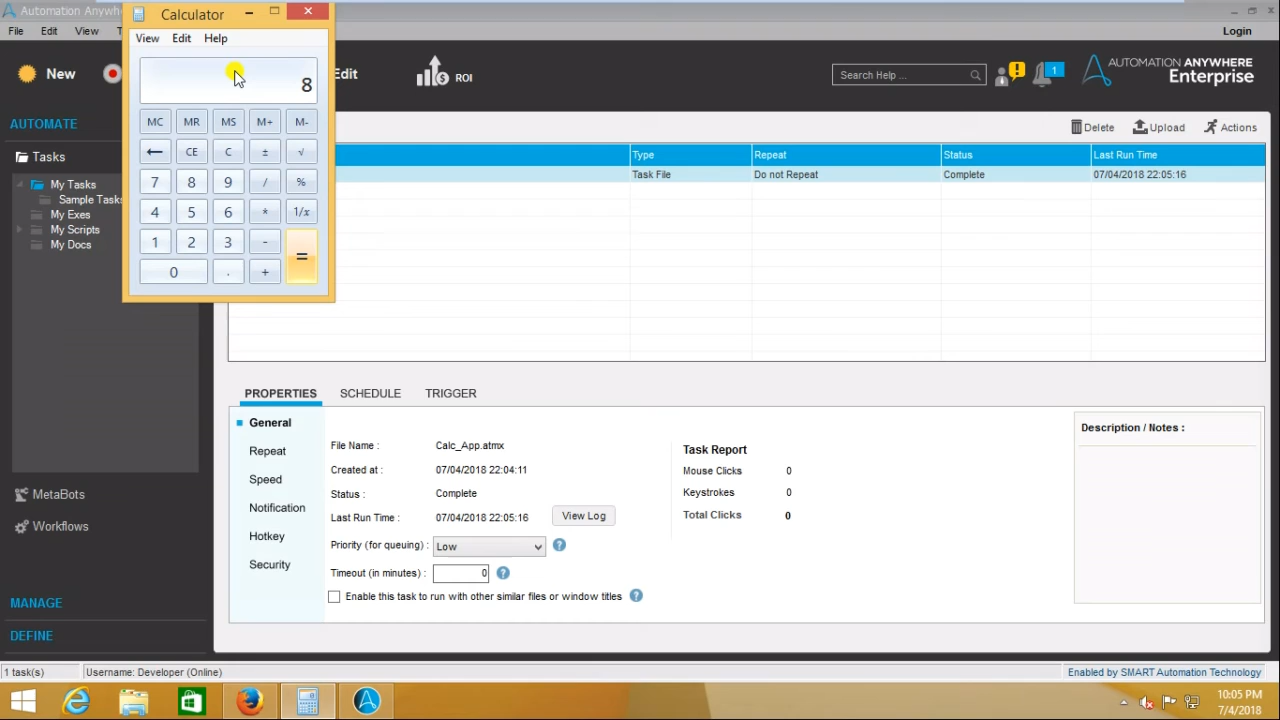 Automation Anywh
Calculator
File Edit View T
View Edit Help
Login
8
New
Edit
ROI
Search Help ...
1
AUTOMATION ANYWHERE
Enterprise
MC MR MS M+ M-
AUTOMATE
Delete Upload Actions
← CE C ± √
Tasks
Type Repeat Status Last Run Time
7 8 9 / %
My Tasks
Task File Do not Repeat Complete 07/04/2018 22:05:16
Sample Tasks
4 5 6 * 1/x
My Exes
My Scripts
1 2 3 - =
My Docs
0 . +
PROPERTIES SCHEDULE TRIGGER
General
Repeat
Speed
Notification
Hotkey
Security
File Name : Calc_App.atmx
Created at : 07/04/2018 22:04:11
Status : Complete
Last Run Time : 07/04/2018 22:05:16 View Log
Priority (for queuing) : Low ?
Timeout (in minutes) : 0 ?
Enable this task to run with other similar files or window titles ?
Task Report
Mouse Clicks 0
Keystrokes 0
Total Clicks 0
Description / Notes :
MetaBots
Workflows
MANAGE
DEFINE
1 task(s) Username: Developer (Online) Enabled by SMART Automation Technology
10:05 PM
7/4/2018